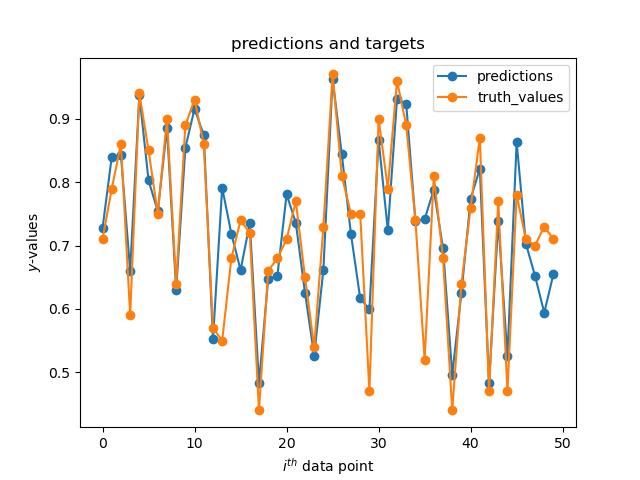 predictions and targets
predictions
truth_values
0.9
0.8
0.7
0.6
0.5
y-values
0 10 20 30 40 50
i^th data point